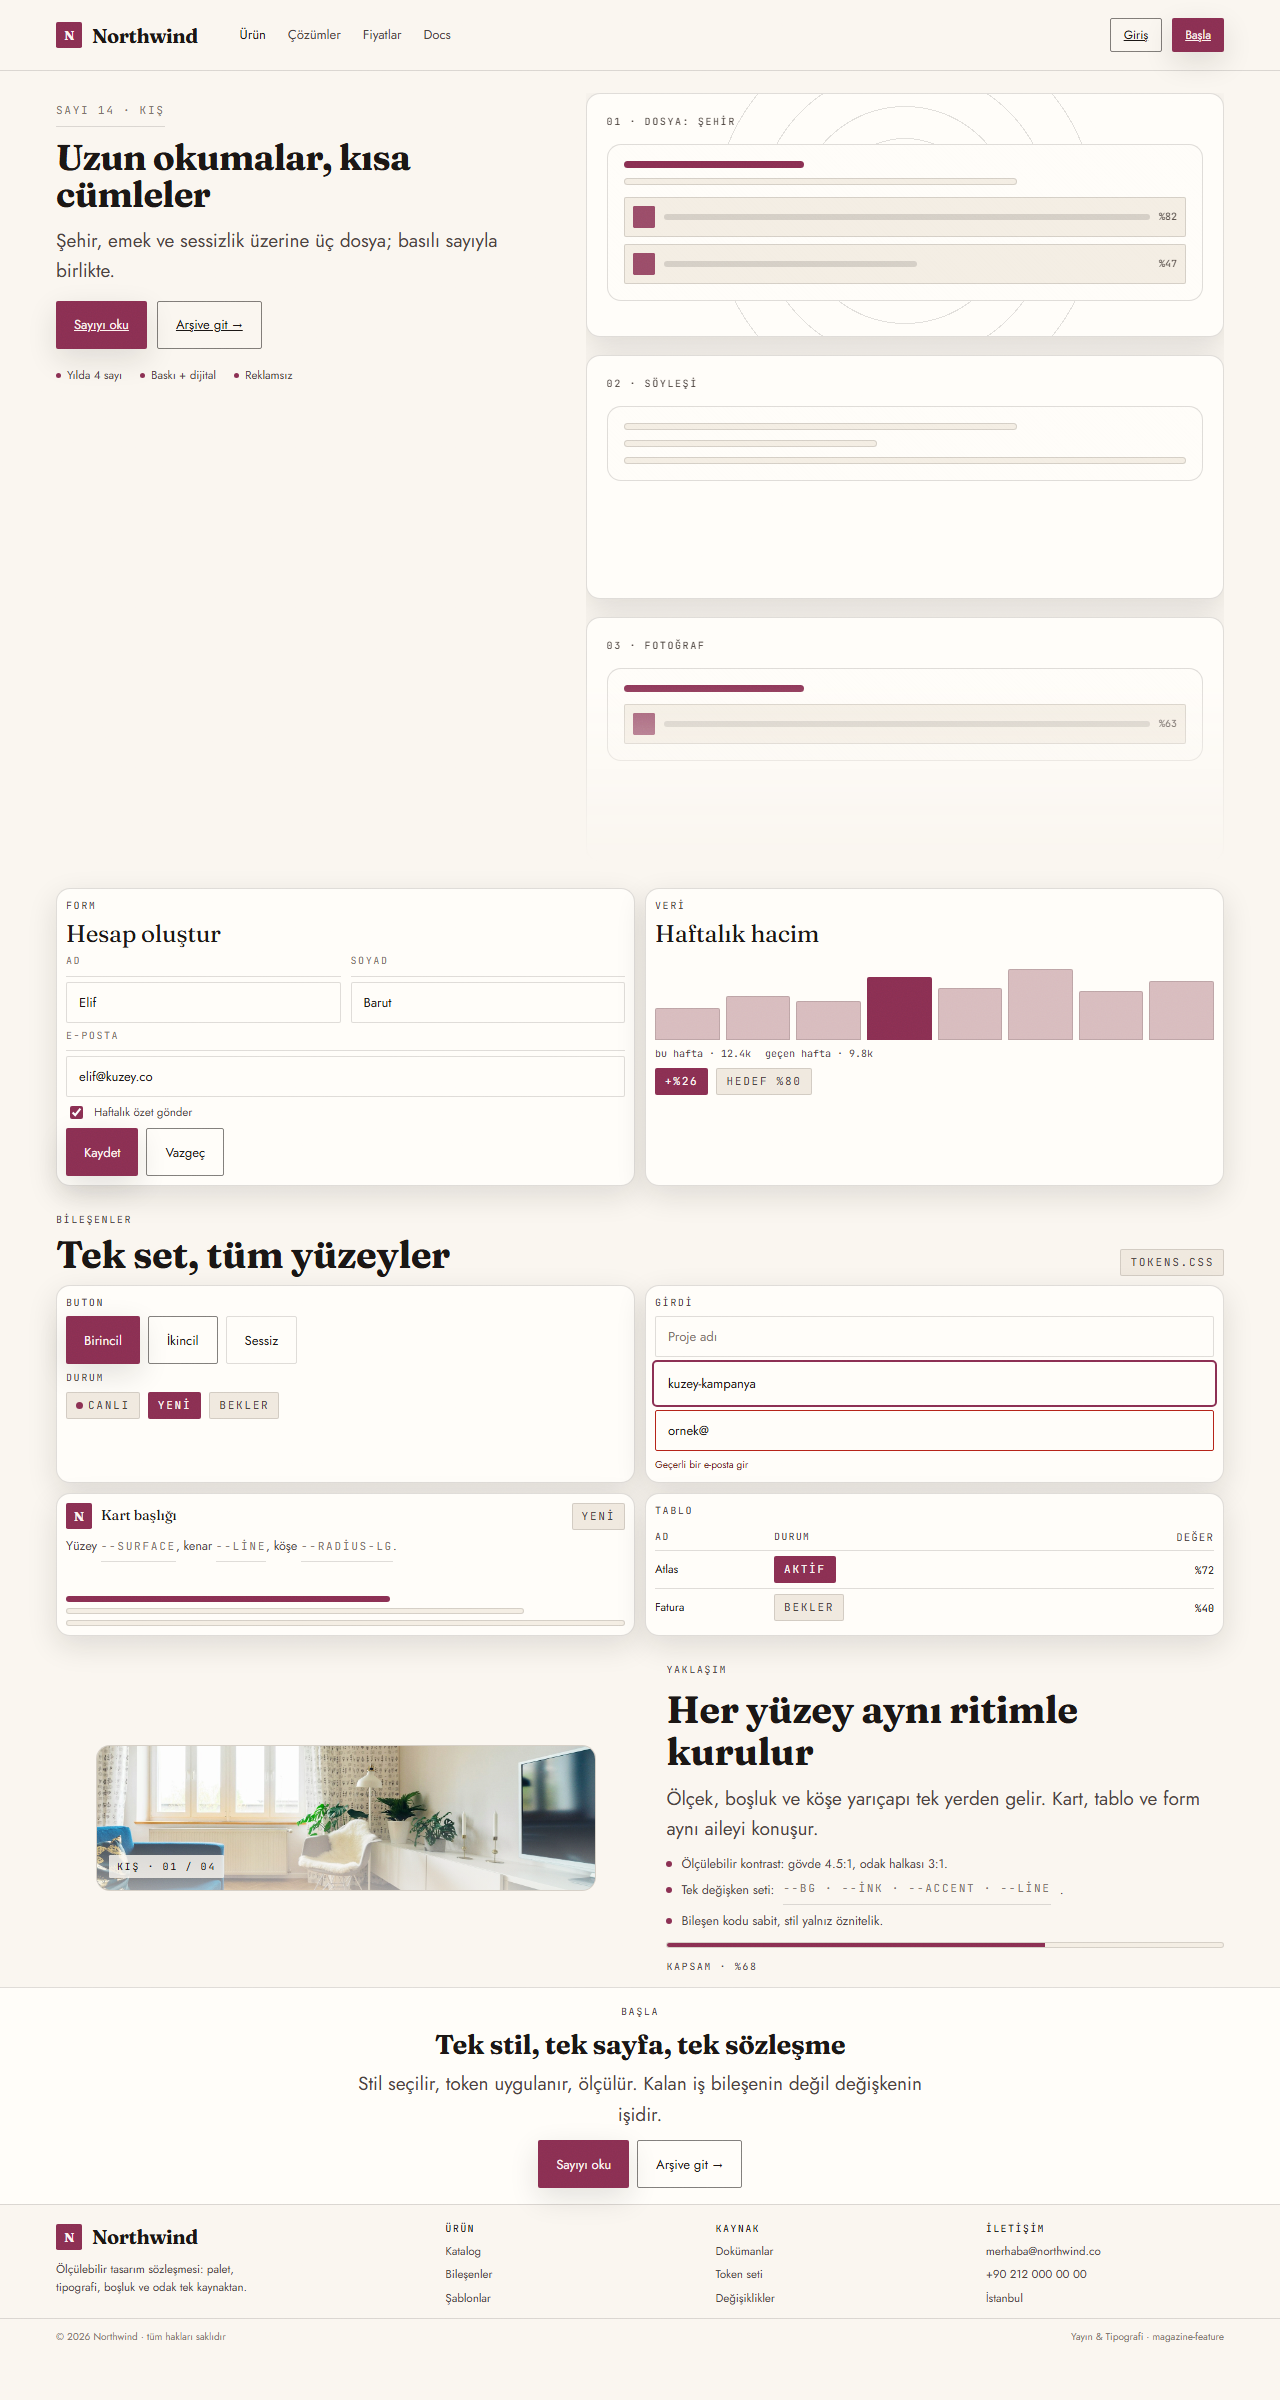 N Northwind Ürün Çözümler Fiyatlar Docs Giriş Başla
SAYI 14 · KIŞ
Uzun okumalar, kısa
cümleler
Şehir, emek ve sessizlik üzerine üç dosya; basılı sayıyla
birlikte.
Sayıyı oku Arşive git →
Yılda 4 sayı Baskı + dijital Reklamsız
01 · DOSYA: ŞEHİR
%82
%47
02 · SÖYLEŞİ
03 · FOTOĞRAF
%63
FORM
Hesap oluştur
AD SOYAD
Elif Barut
E-POSTA
elif@kuzey.co
Haftalık özet gönder
Kaydet Vazgeç
VERİ
Haftalık hacim
bu hafta · 12.4k geçen hafta · 9.8k
+%26 HEDEF %80
BİLEŞENLER
Tek set, tüm yüzeyler
TOKENS.CSS
BUTON
Birincil İkincil Sessiz
DURUM
CANLI YENİ BEKLER
GİRDİ
Proje adı
kuzey-kampanya
ornek@
Geçerli bir e-posta gir
N Kart başlığı YENİ
Yüzey --SURFACE, kenar --LİNE, köşe --RADİUS-LG.
TABLO
AD DURUM DEĞER
Atlas AKTİF %72
Fatura BEKLER %40
KIŞ · 01 / 04
YAKLAŞIM
Her yüzey aynı ritimle
kurulur
Ölçek, boşluk ve köşe yarıçapı tek yerden gelir. Kart, tablo ve form
aynı aileyi konuşur.
Ölçülebilir kontrast: gövde 4.5:1, odak halkası 3:1.
Tek değişken seti: --BG · --İNK · --ACCENT · --LİNE .
Bileşen kodu sabit, stil yalnız öznitelik.
KAPSAM · %68
BAŞLA
Tek stil, tek sayfa, tek sözleşme
Stil seçilir, token uygulanır, ölçülür. Kalan iş bileşenin değil değişkenin
işidir.
Sayıyı oku Arşive git →
N Northwind
Ölçülebilir tasarım sözleşmesi: palet,
tipografi, boşluk ve odak tek kaynaktan.
ÜRÜN
Katalog
Bileşenler
Şablonlar
KAYNAK
Dokümanlar
Token seti
Değişiklikler
İLETİŞİM
merhaba@northwind.co
+90 212 000 00 00
İstanbul
© 2026 Northwind · tüm hakları saklıdır
Yayın & Tipografi · magazine-feature